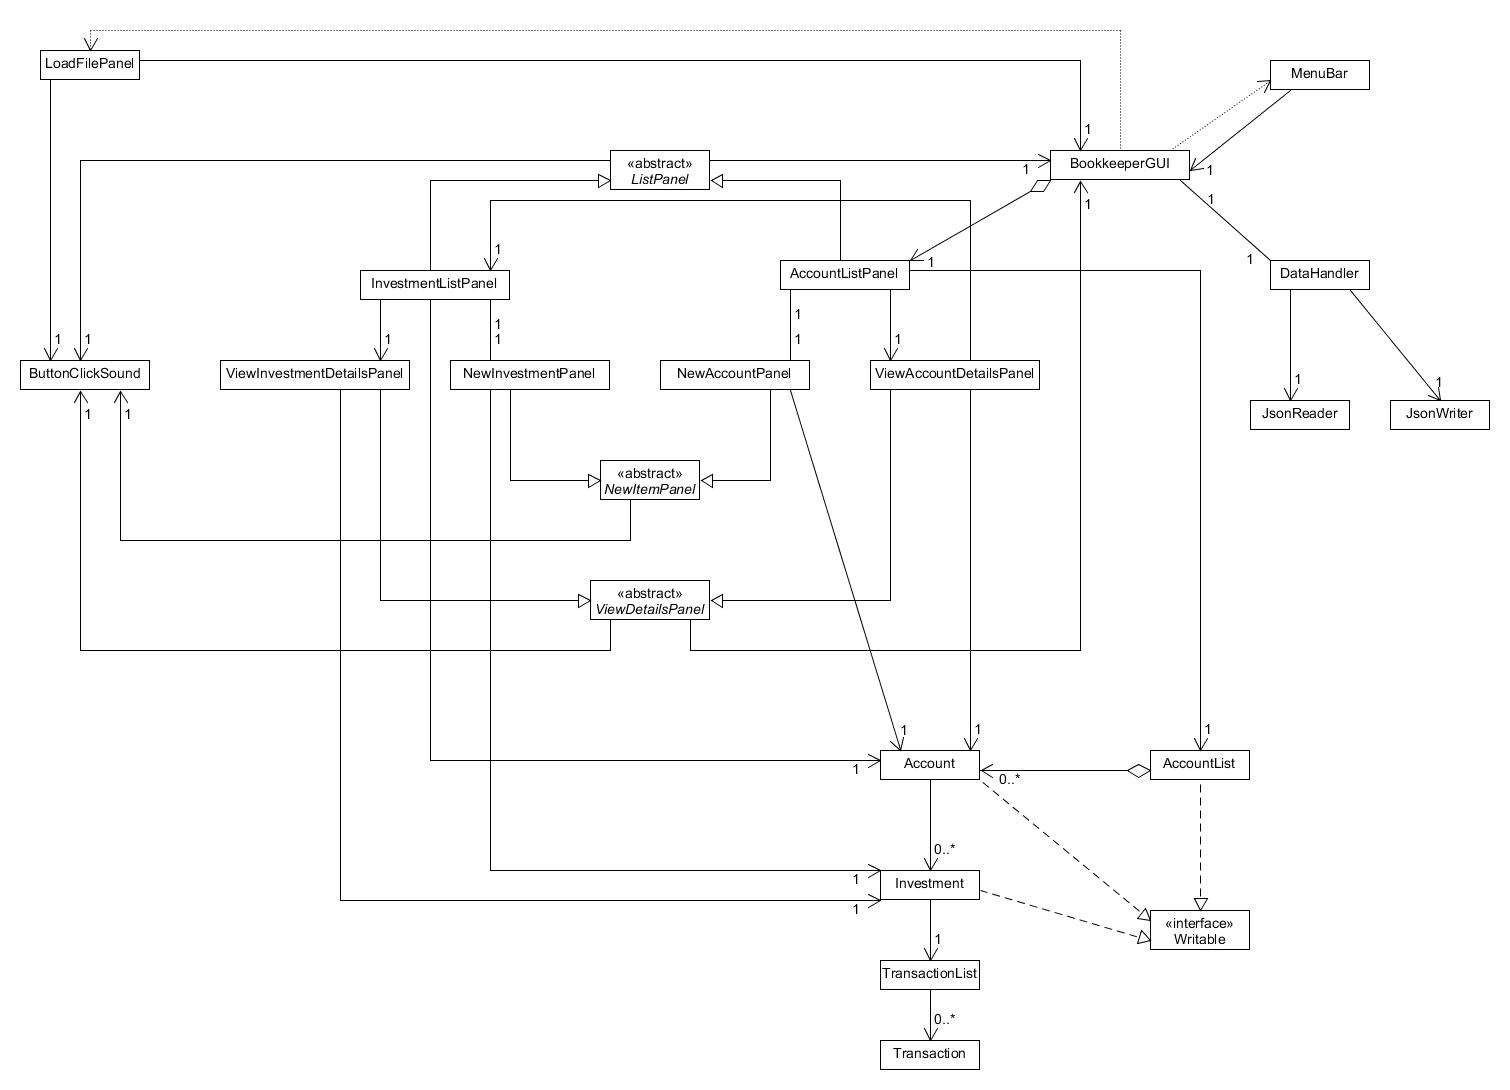 LoadFilePanel
MenuBar
1
«abstract»
ListPanel
1
BookkeeperGUI
1
1
1
1
InvestmentListPanel
AccountListPanel
1
1
DataHandler
1
1
1
1
1
1
1
1
ButtonClickSound
ViewInvestmentDetailsPanel
NewInvestmentPanel
NewAccountPanel
ViewAccountDetailsPanel
1
1
1
1
JsonReader
JsonWriter
«abstract»
NewItemPanel
«abstract»
ViewDetailsPanel
1
1
1
1
Account
AccountList
0..*
0..*
1
Investment
1
«interface»
Writable
1
TransactionList
0..*
Transaction